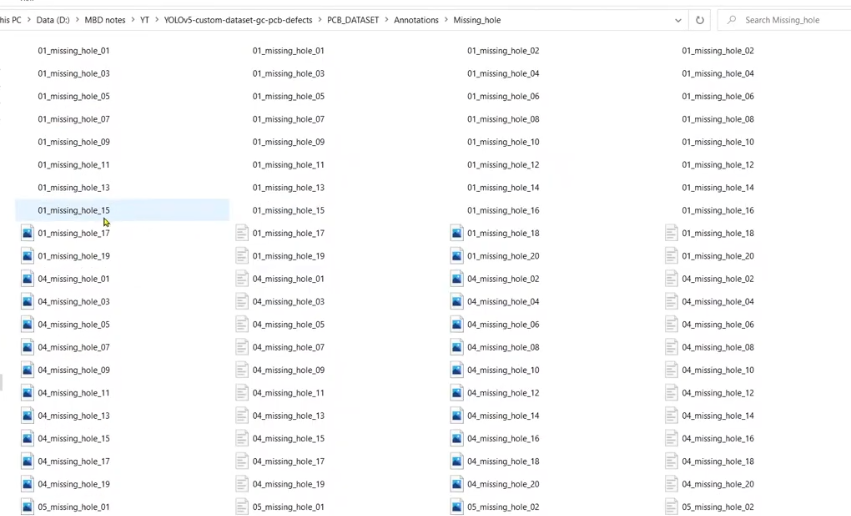 his PC > Data (D:) > MBD notes > YT > YOLOv5-custom-dataset-gc-pcb-defects > PCB_DATASET > Annotations > Missing_hole Search Missing_hole
01_missing_hole_01 01_missing_hole_01 01_missing_hole_02 01_missing_hole_02
01_missing_hole_03 01_missing_hole_03 01_missing_hole_04 01_missing_hole_04
01_missing_hole_05 01_missing_hole_05 01_missing_hole_06 01_missing_hole_06
01_missing_hole_07 01_missing_hole_07 01_missing_hole_08 01_missing_hole_08
01_missing_hole_09 01_missing_hole_09 01_missing_hole_10 01_missing_hole_10
01_missing_hole_11 01_missing_hole_11 01_missing_hole_12 01_missing_hole_12
01_missing_hole_13 01_missing_hole_13 01_missing_hole_14 01_missing_hole_14
01_missing_hole_15 01_missing_hole_15 01_missing_hole_16 01_missing_hole_16
01_missing_hole_17 01_missing_hole_17 01_missing_hole_18 01_missing_hole_18
01_missing_hole_19 01_missing_hole_19 01_missing_hole_20 01_missing_hole_20
04_missing_hole_01 04_missing_hole_01 04_missing_hole_02 04_missing_hole_02
04_missing_hole_03 04_missing_hole_03 04_missing_hole_04 04_missing_hole_04
04_missing_hole_05 04_missing_hole_05 04_missing_hole_06 04_missing_hole_06
04_missing_hole_07 04_missing_hole_07 04_missing_hole_08 04_missing_hole_08
04_missing_hole_09 04_missing_hole_09 04_missing_hole_10 04_missing_hole_10
04_missing_hole_11 04_missing_hole_11 04_missing_hole_12 04_missing_hole_12
04_missing_hole_13 04_missing_hole_13 04_missing_hole_14 04_missing_hole_14
04_missing_hole_15 04_missing_hole_15 04_missing_hole_16 04_missing_hole_16
04_missing_hole_17 04_missing_hole_17 04_missing_hole_18 04_missing_hole_18
04_missing_hole_19 04_missing_hole_19 04_missing_hole_20 04_missing_hole_20
05_missing_hole_01 05_missing_hole_01 05_missing_hole_02 05_missing_hole_02